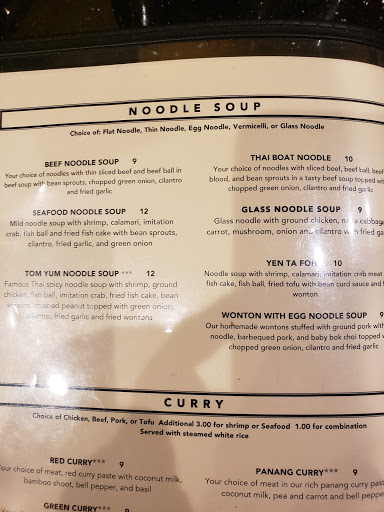 NOODLE SOUP
Choice of: Flat Noodle, Thin Noodle, Egg Noodle, Vermicelli, or Glass Noodle
BEEF NOODLE SOUP 9
Your choice of noodles with thin sliced beef and beef ball in
beef soup with bean sprouts, chopped green onion, cilantro
and fried garlic
SEAFOOD NOODLE SOUP 12
Mild noodle soup with shrimp, calamari, imitation
crab, fish ball and fried fish cake with bean sprouts,
cilantro, fried garlic, and green onion
TOM YUM NOODLE SOUP *** 12
Famous Thai spicy noodle soup with shrimp, ground
chicken, fish ball, imitation crab, fried fish cake, bean
sprouts, crushed peanut topped with green onion,
cilantro, fried garlic and fried wontons
THAI BOAT NOODLE 10
Your choice of noodles with sliced beef, beef ball, beef
blood, and bean sprouts in a tasty beef soup topped wi
chopped green onion, cilantro and fried garlic
GLASS NOODLE SOUP 9
Glass noodle with ground chicken, napa cabbage
carrot, mushroom, onion and cilantro with fried ga
YEN TA FOH 10
Noodle soup with shrimp, calamari, imitation crab meat
fish cake, fish ball, fried tofu with bean curd sauce and f
wonton
WONTON WITH EGG NOODLE SOUP 9
Our homemade wontons stuffed with ground pork with
noodle, barbequed pork, and baby bok choi topped w
chopped green onion, cilantro and fried garlic
CURRY
Choice of Chicken, Beef, Pork, or Tofu Additional 3.00 for shrimp or Seafood 1.00 for combination
Served with steamed white rice
RED CURRY*** 9
Your choice of meat, red curry paste with coconut milk,
bamboo shoot, bell pepper, and basil
GREEN CURRY*** 9
PANANG CURRY*** 9
Your choice of meat in our rich panang curry past
coconut milk, pea and carrot and bell pepper